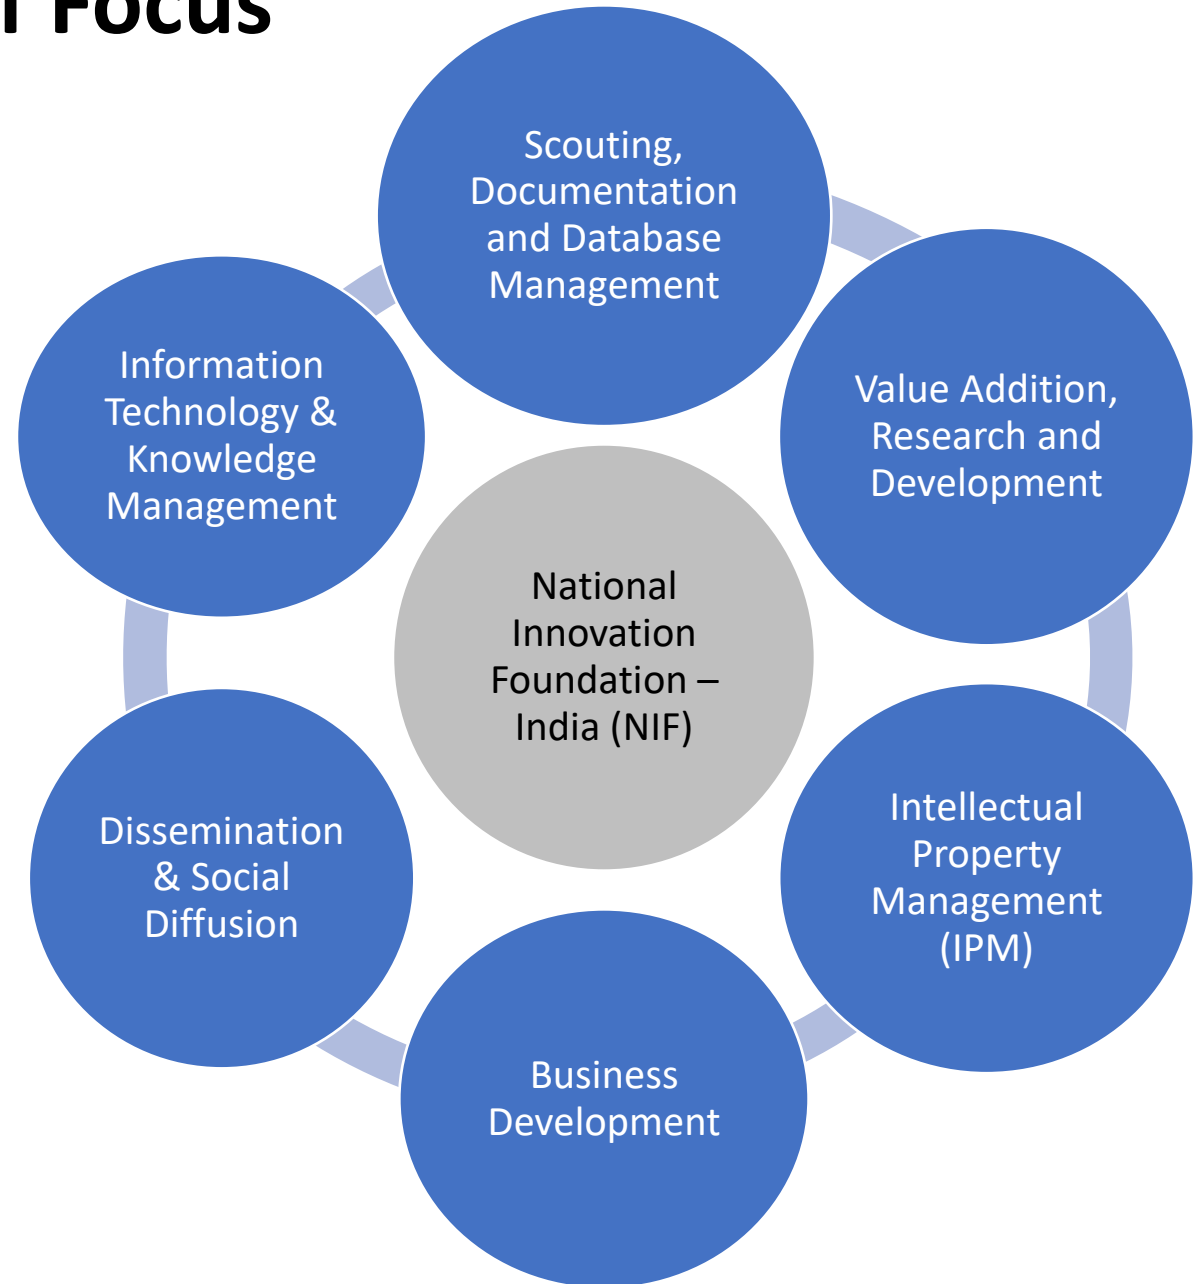 Focus
Scouting,
Documentation
and Database
Management
Value Addition,
Research and
Development
Intellectual
Property
Management
(IPM)
Business
Development
Dissemination
& Social
Diffusion
Information
Technology &
Knowledge
Management
National
Innovation
Foundation –
India (NIF)